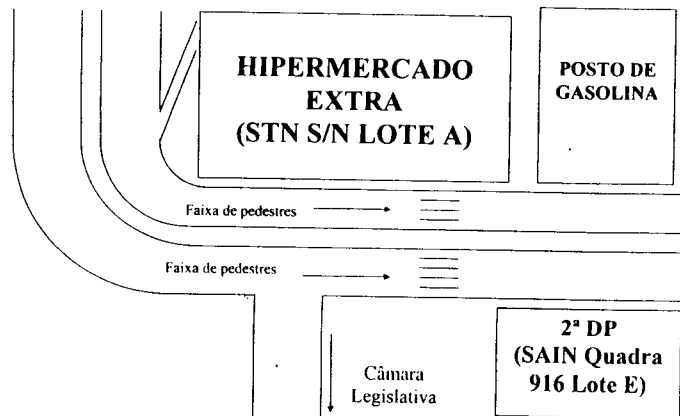 HIPERMERCADO
EXTRA
(STN S/N LOTE A)
POSTO DE
GASOLINA
Faixa de pedestres
Faixa de pedestres
Câmara
Legislativa
2ª DP
(SAIN Quadra
916 Lote E)